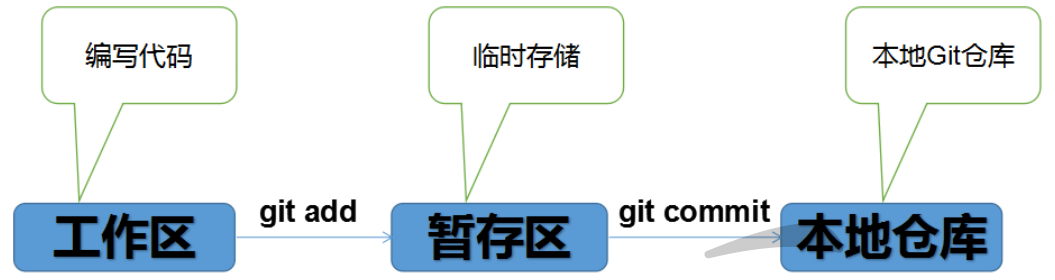 编写代码
临时存储
本地Git仓库
工作区
git add
暂存区
git commit
本地仓库